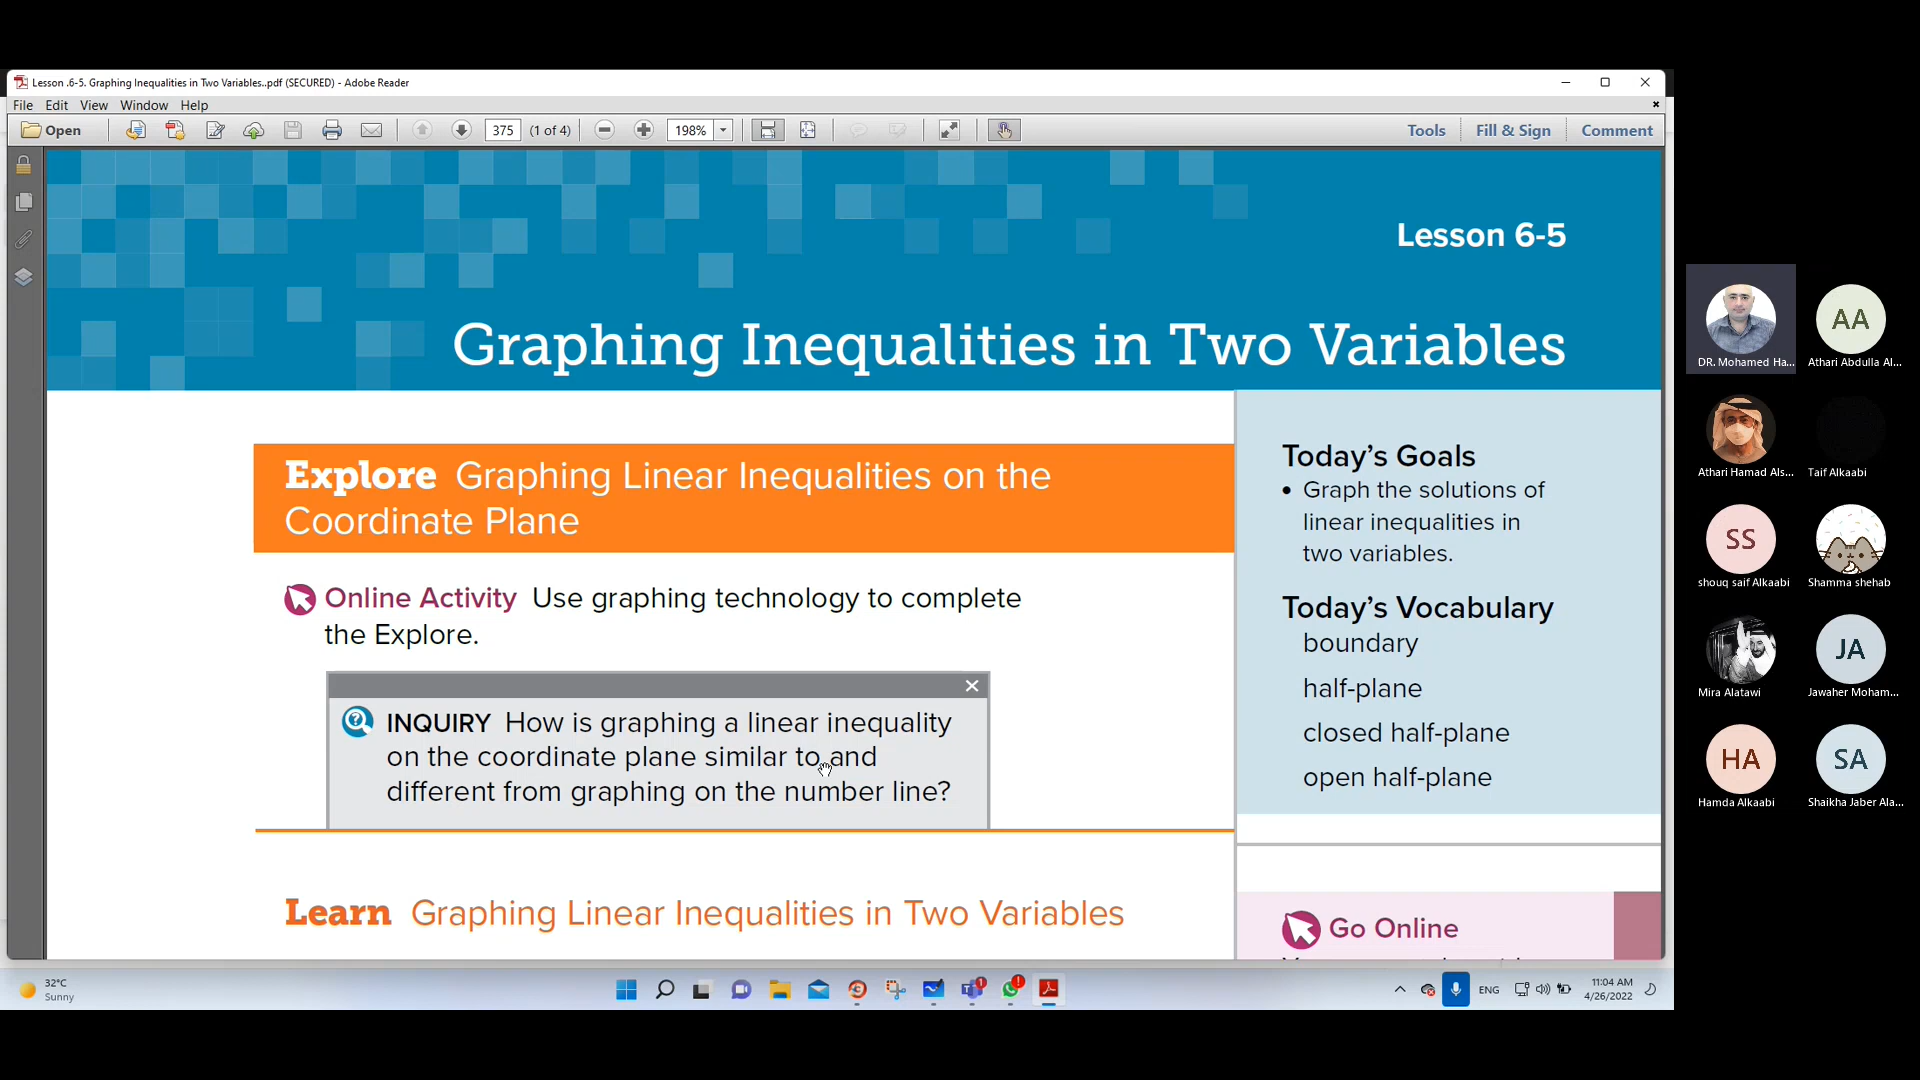 Lesson .6-5. Graphing Inequalities in Two Variables..pdf (SECURED) - Adobe Reader
File Edit View Window Help
Open 375 (1 of 4) 198% Tools Fill & Sign Comment
Lesson 6-5
Graphing Inequalities in Two Variables
Explore Graphing Linear Inequalities on the
Coordinate Plane
Online Activity Use graphing technology to complete
the Explore.
INQUIRY How is graphing a linear inequality
on the coordinate plane similar to and
different from graphing on the number line?
Learn Graphing Linear Inequalities in Two Variables
Today's Goals
• Graph the solutions of
linear inequalities in
two variables.
Today's Vocabulary
boundary
half-plane
closed half-plane
open half-plane
Go Online
AA
DR. Mohamed Ha... Athari Abdulla Al...
Athari Hamad Als... Taif Alkaabi
SS
shouq saif Alkaabi Shamma shehab
JA
Mira Alatawi Jawaher Moham...
HA SA
Hamda Alkaabi Shaikha Jaber Ala...
32°C
Sunny
ENG
11:04 AM
4/26/2022